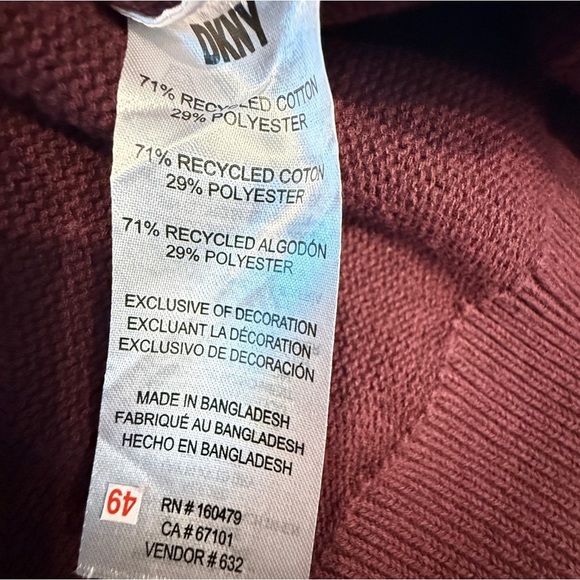 DKNY
71% RECYCLED COTTON
29% POLYESTER
71% RECYCLED COTON
29% POLYESTER
71% RECYCLED ALGODÓN
29% POLYESTER
EXCLUSIVE OF DECORATION
EXCLUANT LA DÉCORATION
EXCLUSIVO DE DECORACIÓN
MADE IN BANGLADESH
FABRIQUÉ AU BANGLADESH
HECHO EN BANGLADESH
49
RN # 160479
CA # 67101
VENDOR # 632